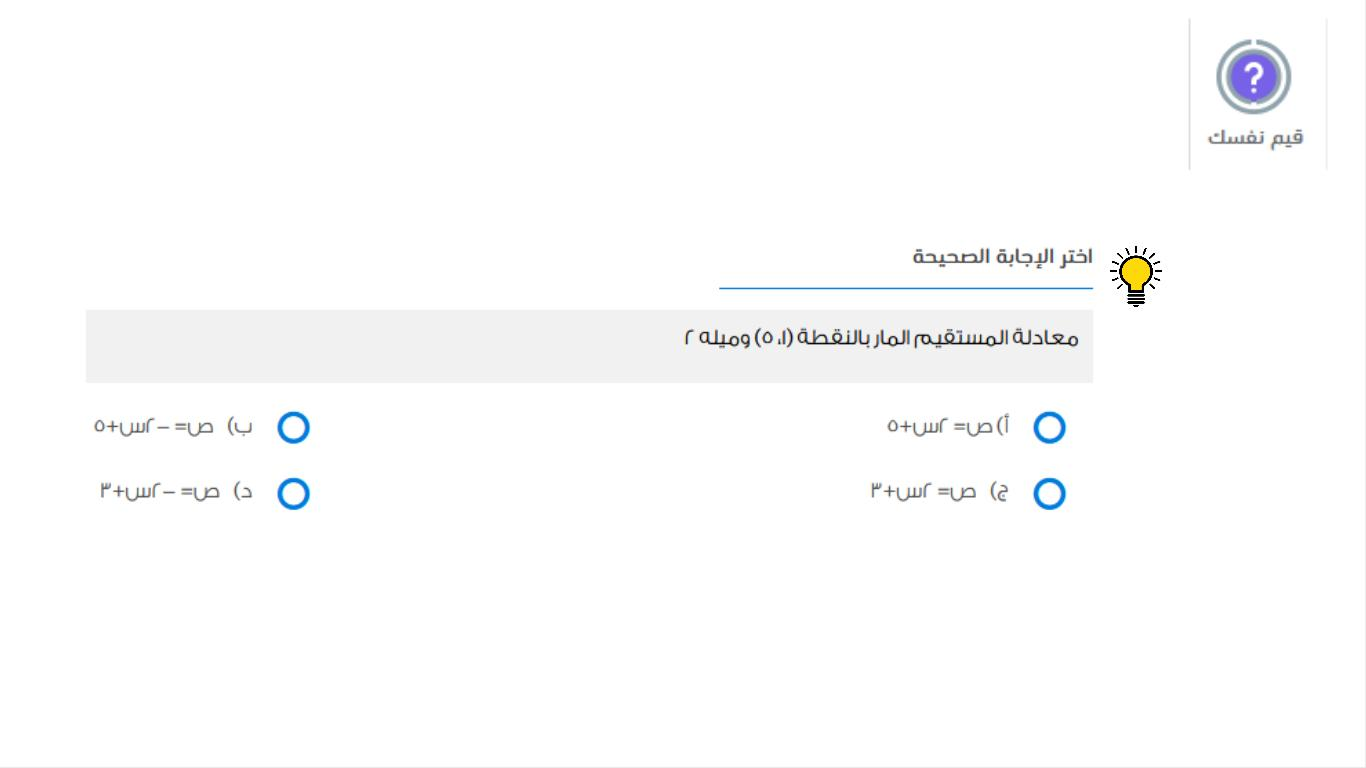 ؟
قيم نفسك
اختر الإجابة الصحيحة
معادلة المستقيم المار بالنقطة (١، ٥) وميله ٢
أ) ص= ٢س+٥
ب) ص= –٢س+٥
ج) ص= ٢س+٣
د) ص= –٢س+٣